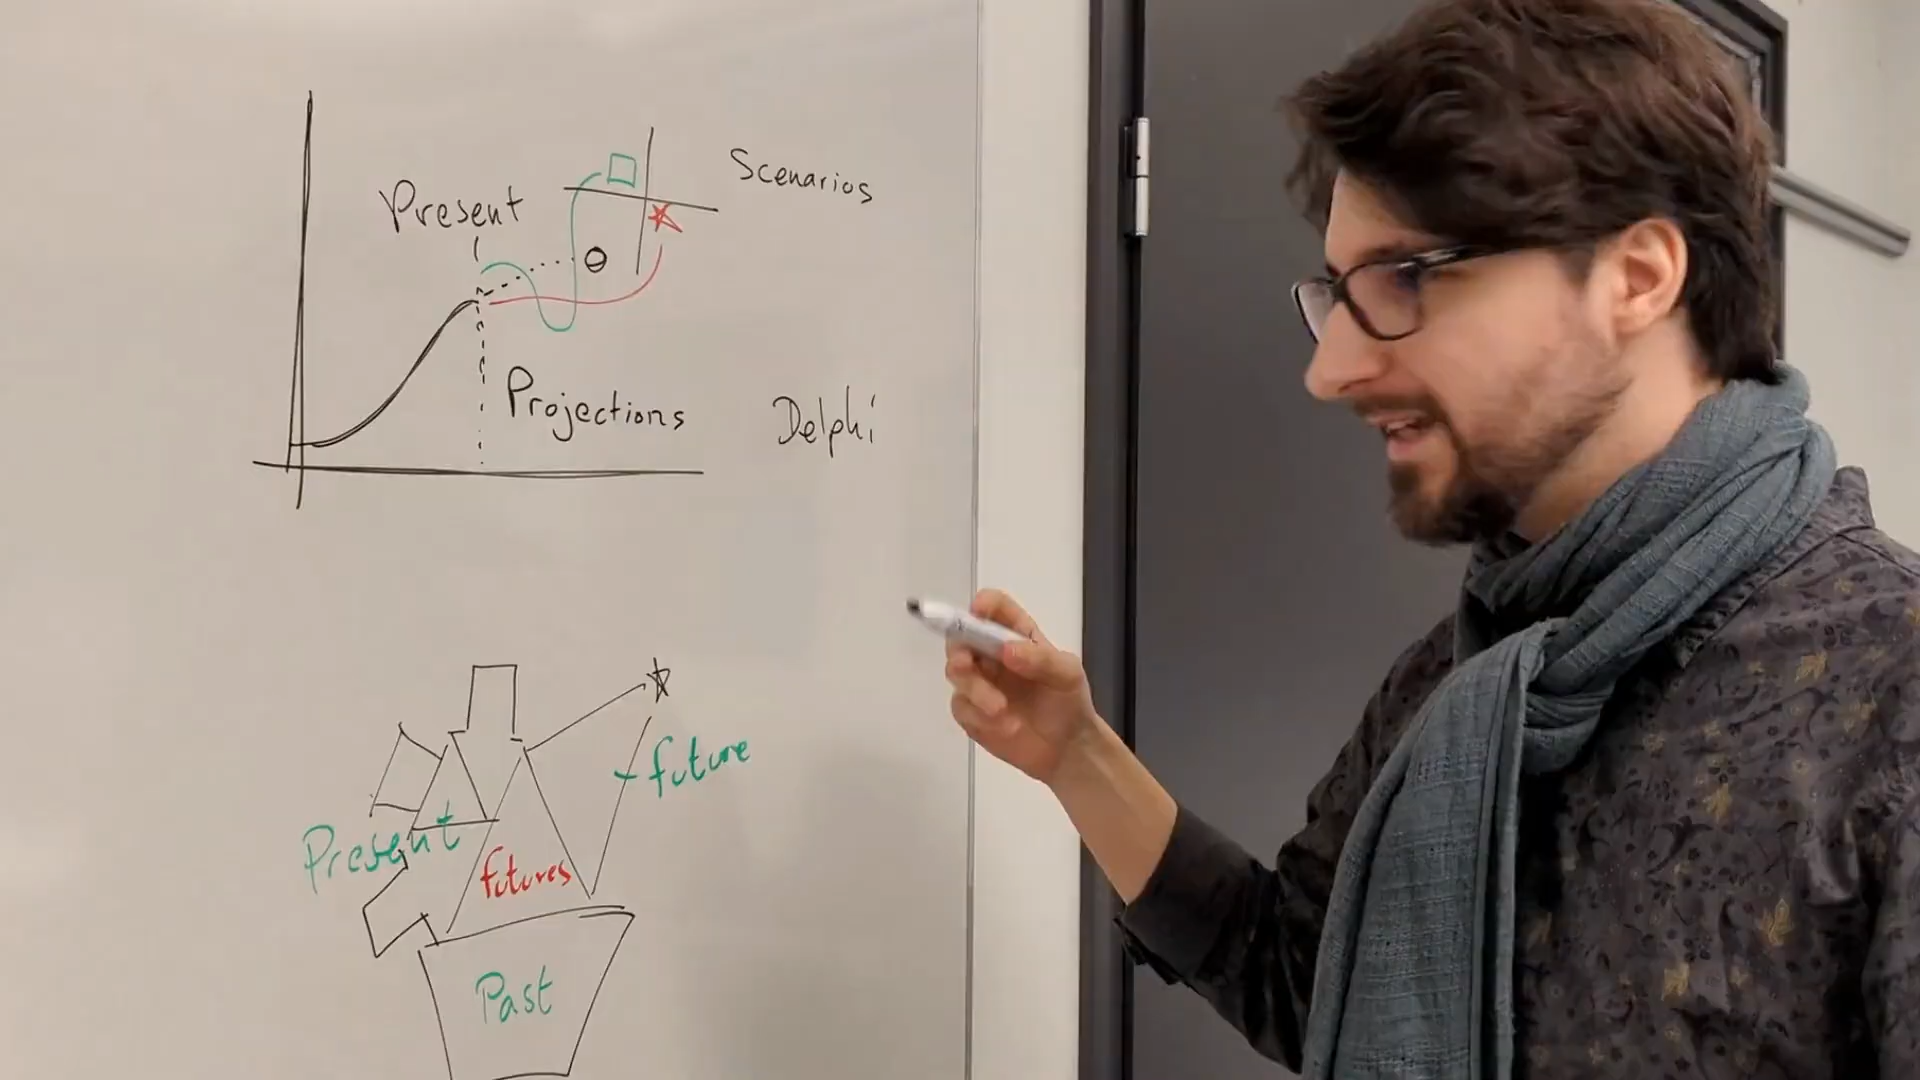 Scenarios
Present
Projections
Delphi
future
Present
futures
Past